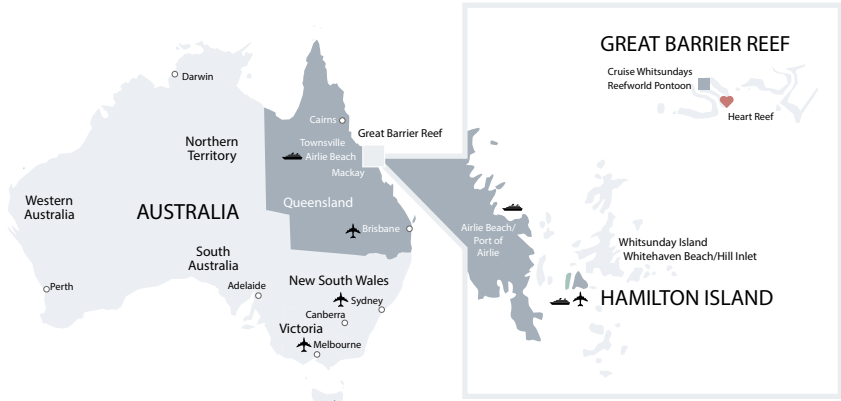 GREAT BARRIER REEF
Cruise Whitsundays
Reefworld Pontoon
Heart Reef
Darwin
Cairns
Great Barrier Reef
Northern
Territory
Townsville
Airlie Beach
Mackay
Western
Australia
AUSTRALIA
Queensland
Brisbane
Airlie Beach/
Port of
Airlie
Whitsunday Island
Whitehaven Beach/Hill Inlet
South
Australia
New South Wales
Perth
Adelaide
Sydney
HAMILTON ISLAND
Canberra
Victoria
Melbourne